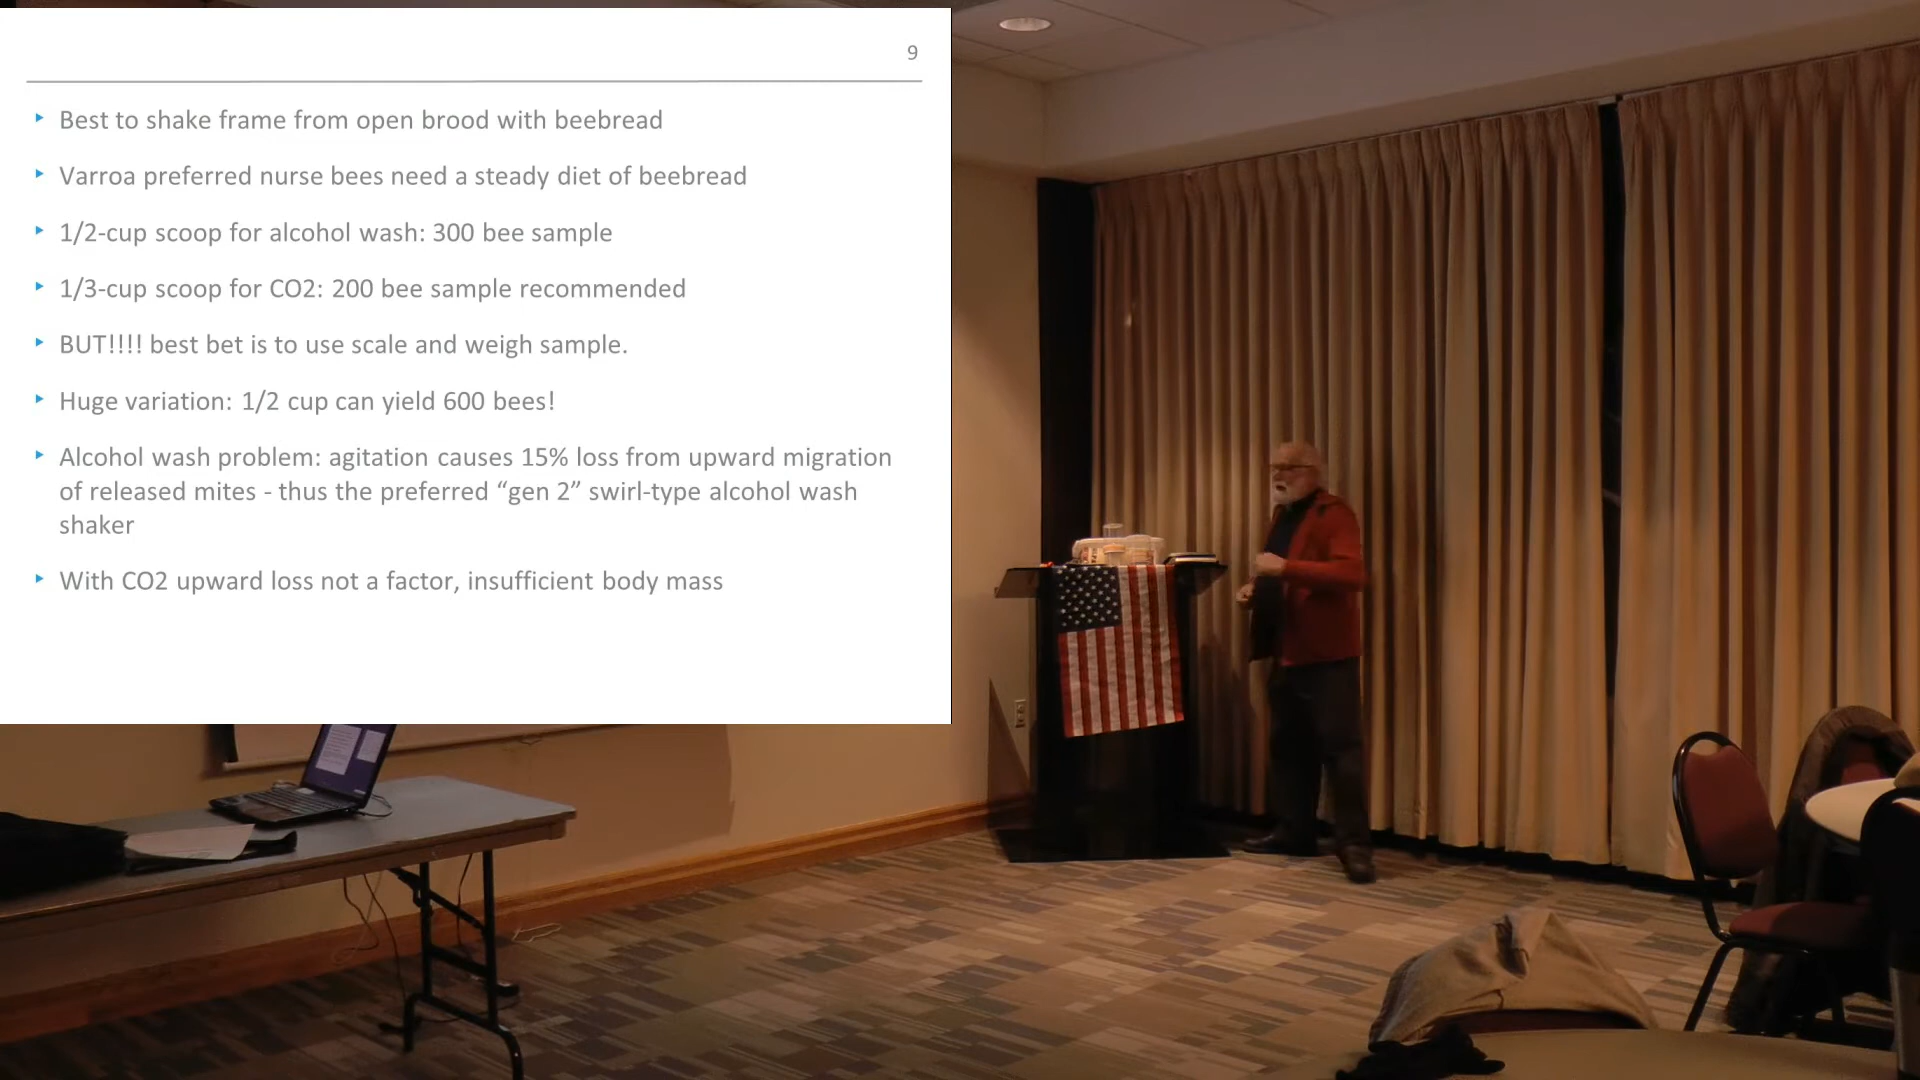 9
Best to shake frame from open brood with beebread
Varroa preferred nurse bees need a steady diet of beebread
1/2-cup scoop for alcohol wash: 300 bee sample
1/3-cup scoop for CO2: 200 bee sample recommended
BUT!!!! best bet is to use scale and weigh sample.
Huge variation: 1/2 cup can yield 600 bees!
Alcohol wash problem: agitation causes 15% loss from upward migration
of released mites - thus the preferred “gen 2” swirl-type alcohol wash
shaker
With CO2 upward loss not a factor, insufficient body mass